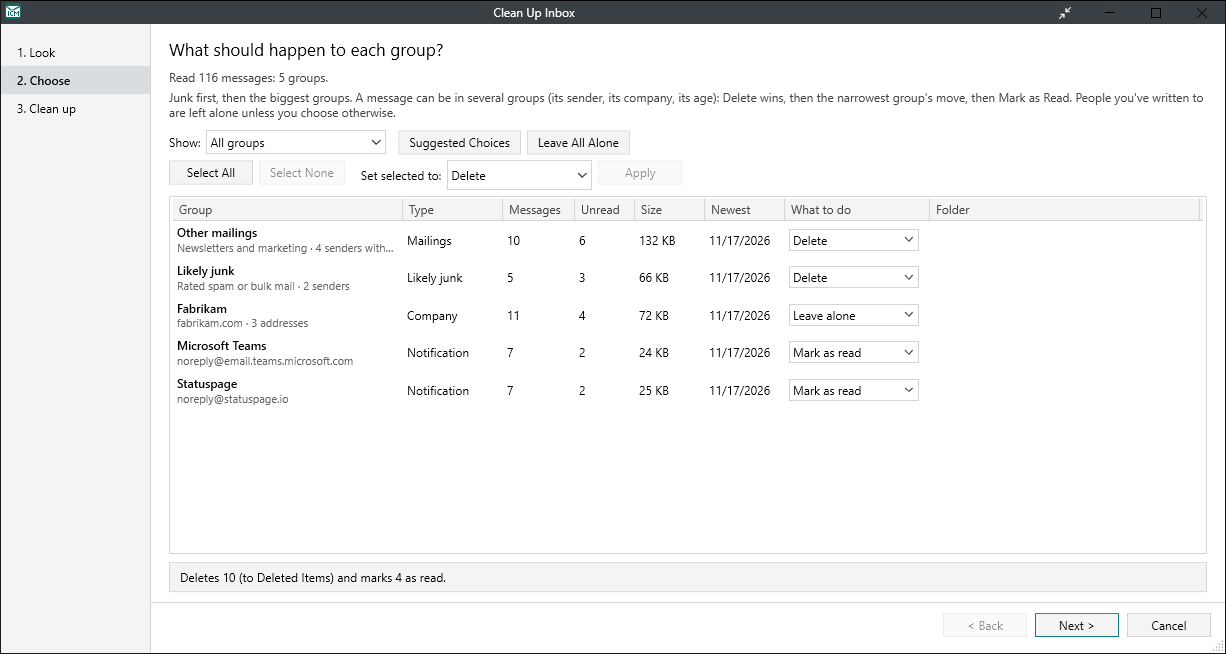 Clean Up Inbox
1. Look
2. Choose
3. Clean up
What should happen to each group?
Read 116 messages: 5 groups.
Junk first, then the biggest groups. A message can be in several groups (its sender, its company, its age): Delete wins, then the narrowest group's move, then Mark as Read. People you've written to
are left alone unless you choose otherwise.
Show: All groups Suggested Choices Leave All Alone
Select All Select None Set selected to: Delete Apply
Group Type Messages Unread Size Newest What to do Folder
Other mailings
Newsletters and marketing · 4 senders with... Mailings 10 6 132 KB 11/17/2026 Delete
Likely junk
Rated spam or bulk mail · 2 senders Likely junk 5 3 66 KB 11/17/2026 Delete
Fabrikam
fabrikam.com · 3 addresses Company 11 4 72 KB 11/17/2026 Leave alone
Microsoft Teams
noreply@email.teams.microsoft.com Notification 7 2 24 KB 11/17/2026 Mark as read
Statuspage
noreply@statuspage.io Notification 7 2 25 KB 11/17/2026 Mark as read
Deletes 10 (to Deleted Items) and marks 4 as read.
< Back Next > Cancel